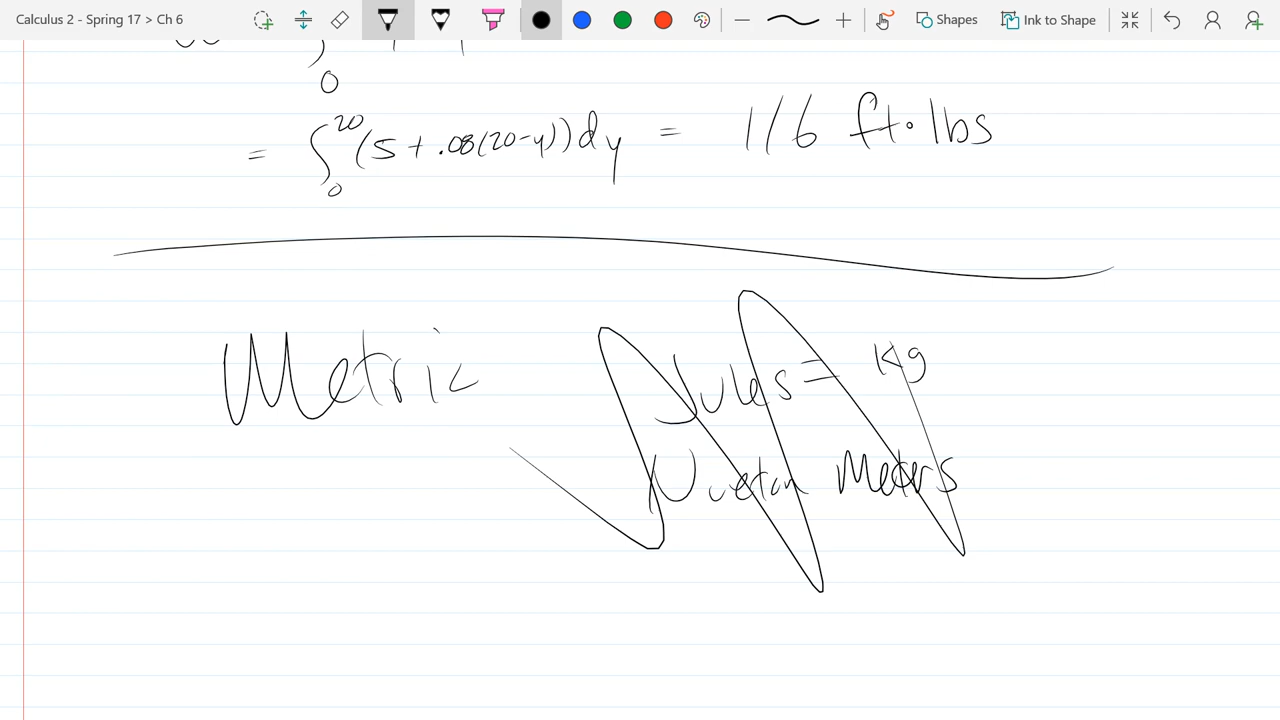 Calculus 2 - Spring 17 > Ch 6
Shapes
Ink to Shape
0
= ∫₀²⁰ (5 + .08(20-y))dy = 116 ft·lbs
Metric
Jules = Kg
Nueton Meters